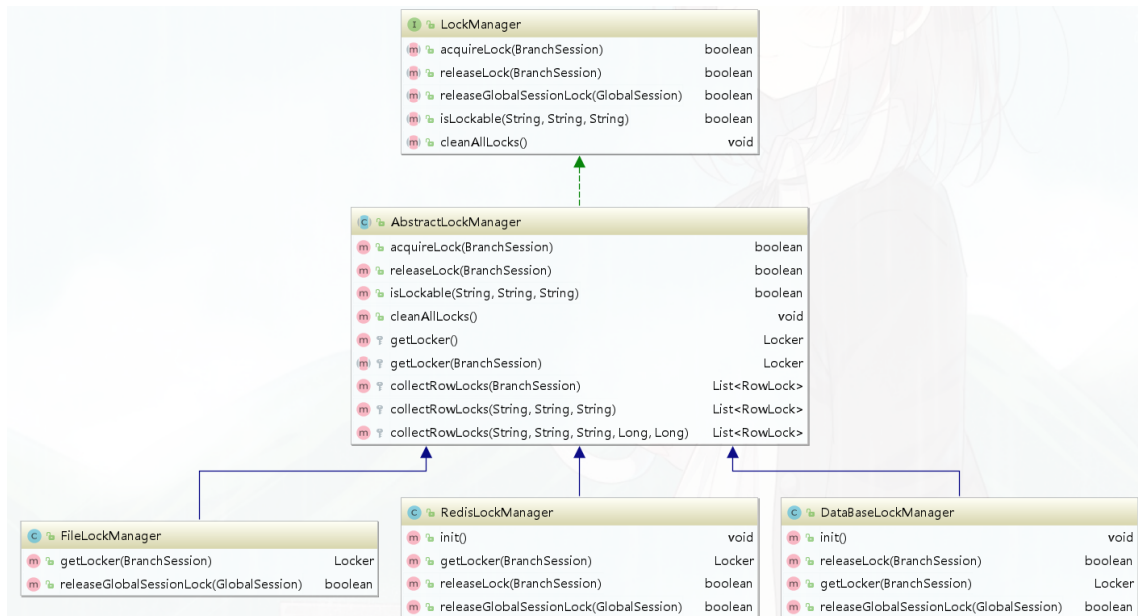 LockManager
acquireLock(BranchSession) boolean
releaseLock(BranchSession) boolean
releaseGlobalSessionLock(GlobalSession) boolean
isLockable(String, String, String) boolean
cleanAllLocks() void
AbstractLockManager
acquireLock(BranchSession) boolean
releaseLock(BranchSession) boolean
isLockable(String, String, String) boolean
cleanAllLocks() void
getLocker() Locker
getLocker(BranchSession) Locker
collectRowLocks(BranchSession) List<RowLock>
collectRowLocks(String, String, String) List<RowLock>
collectRowLocks(String, String, String, Long, Long) List<RowLock>
FileLockManager
getLocker(BranchSession) Locker
releaseGlobalSessionLock(GlobalSession) boolean
RedisLockManager
init() void
getLocker(BranchSession) Locker
releaseLock(BranchSession) boolean
releaseGlobalSessionLock(GlobalSession) boolean
DataBaseLockManager
init() void
releaseLock(BranchSession) boolean
getLocker(BranchSession) Locker
releaseGlobalSessionLock(GlobalSession) boolean